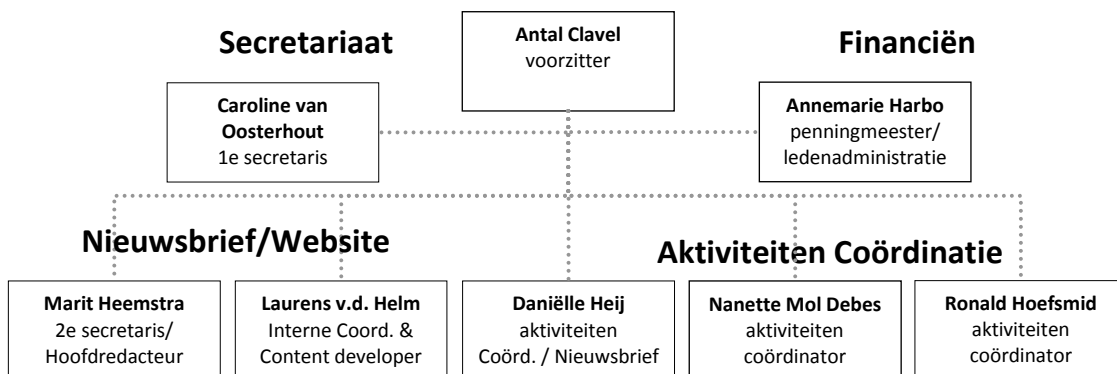 Secretariaat
Antal Clavel
voorzitter
Financiën
Caroline van
Oosterhout
1e secretaris
Annemarie Harbo
penningmeester/
ledenadministratie
Nieuwsbrief/Website
Aktiviteiten Coördinatie
Marit Heemstra
2e secretaris/
Hoofdredacteur
Laurens v.d. Helm
Interne Coord. &
Content developer
Daniëlle Heij
aktiviteiten
Coörd. / Nieuwsbrief
Nanette Mol Debes
aktiviteiten
coördinator
Ronald Hoefsmid
aktiviteiten
coördinator